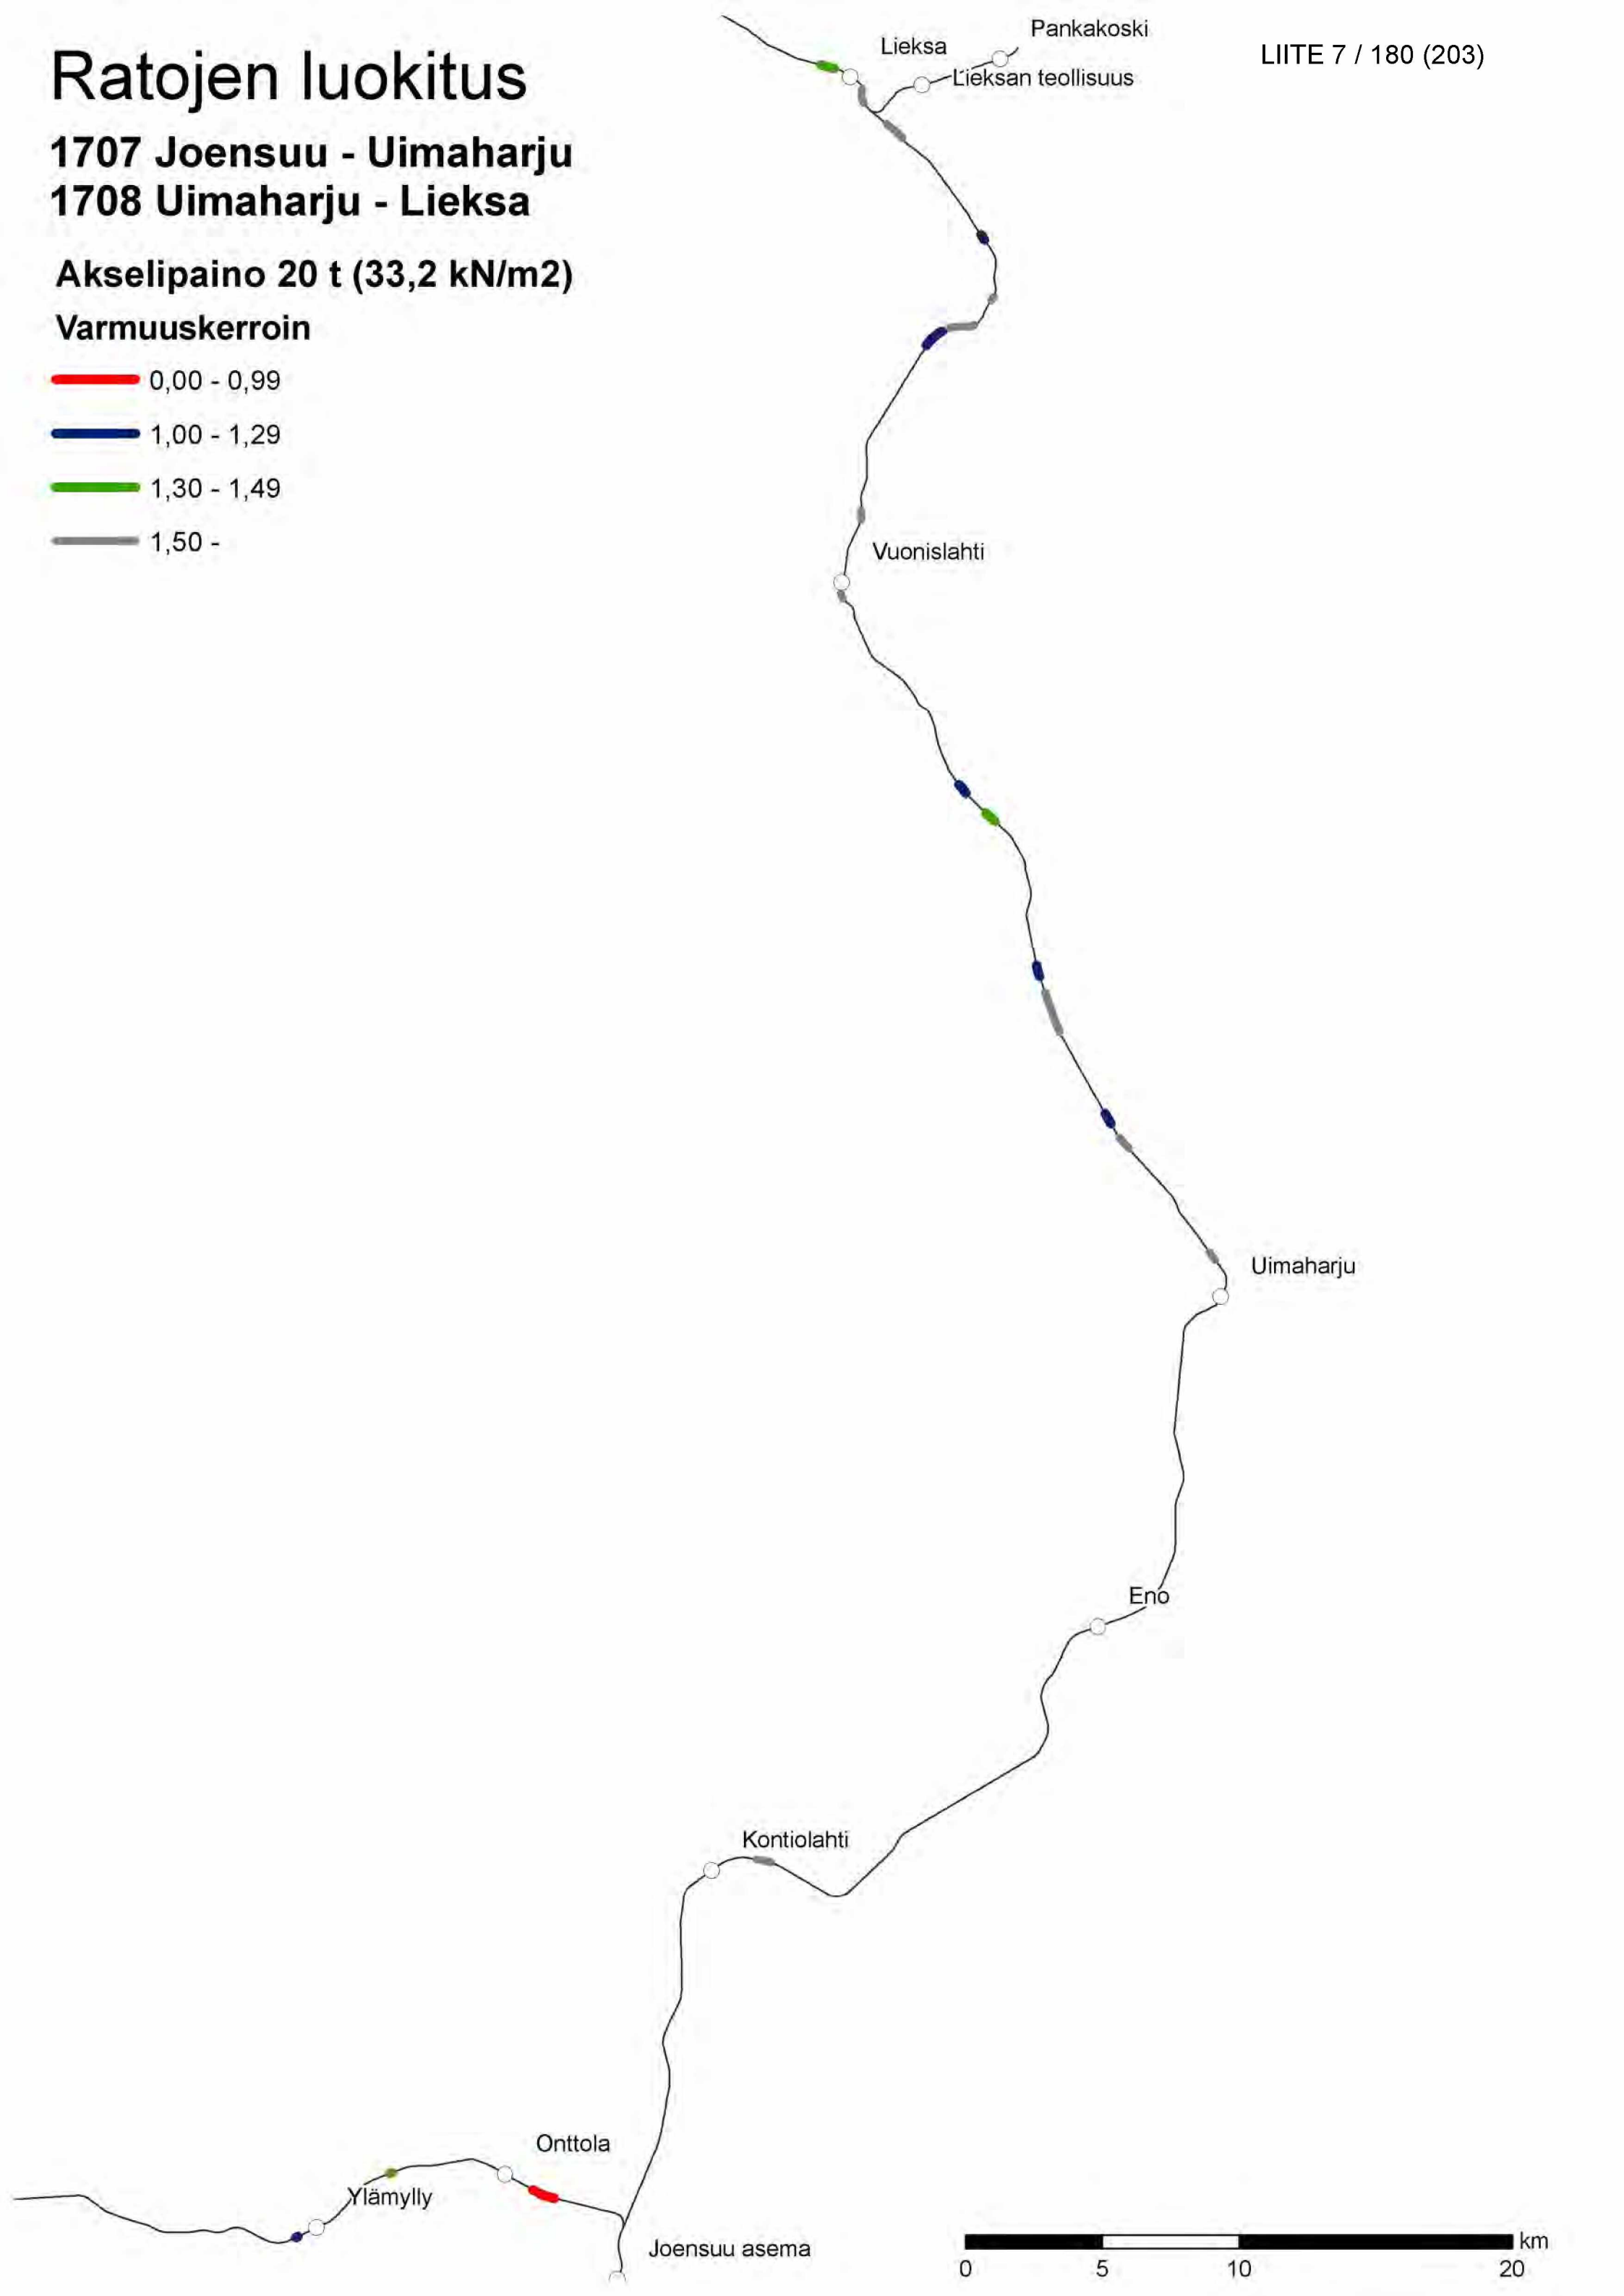 Ratojen luokitus
1707 Joensuu - Uimaharju
1708 Uimaharju - Lieksa
Akselipaino 20 t (33,2 kN/m2)
Varmuuskerroin
0,00 - 0,99
1,00 - 1,29
1,30 - 1,49
1,50 -
LIITE 7 / 180 (203)
Pankakoski
Lieksa
Lieksan teollisuus
Vuonislahti
Uimaharju
Eno
Kontiolahti
Onttola
Ylämylly
Joensuu asema
km
0 5 10 20